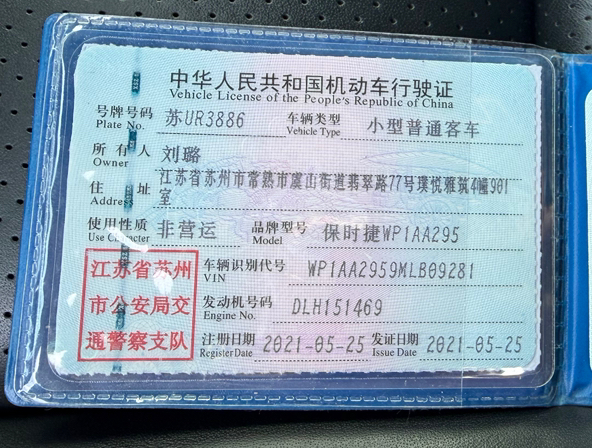 中华人民共和国机动车行驶证
Vehicle License of the People's Republic of China
号牌号码 苏UR3886 车辆类型 小型普通客车
Plate No. Vehicle Type
所有人 刘璐
Owner
住址 江苏省苏州市常熟市虞山街道翡翠路77号璞悦雅筑4幢901
Address 室
使用性质 非营运 品牌型号 保时捷WP1AA295
Use Character Model
江苏省苏州 车辆识别代号 WP1AA2959MLB09281
VIN
市公安局交 发动机号码 DLH151469
Engine No.
通警察支队 注册日期 2021-05-25 发证日期 2021-05-25
Register Date Issue Date